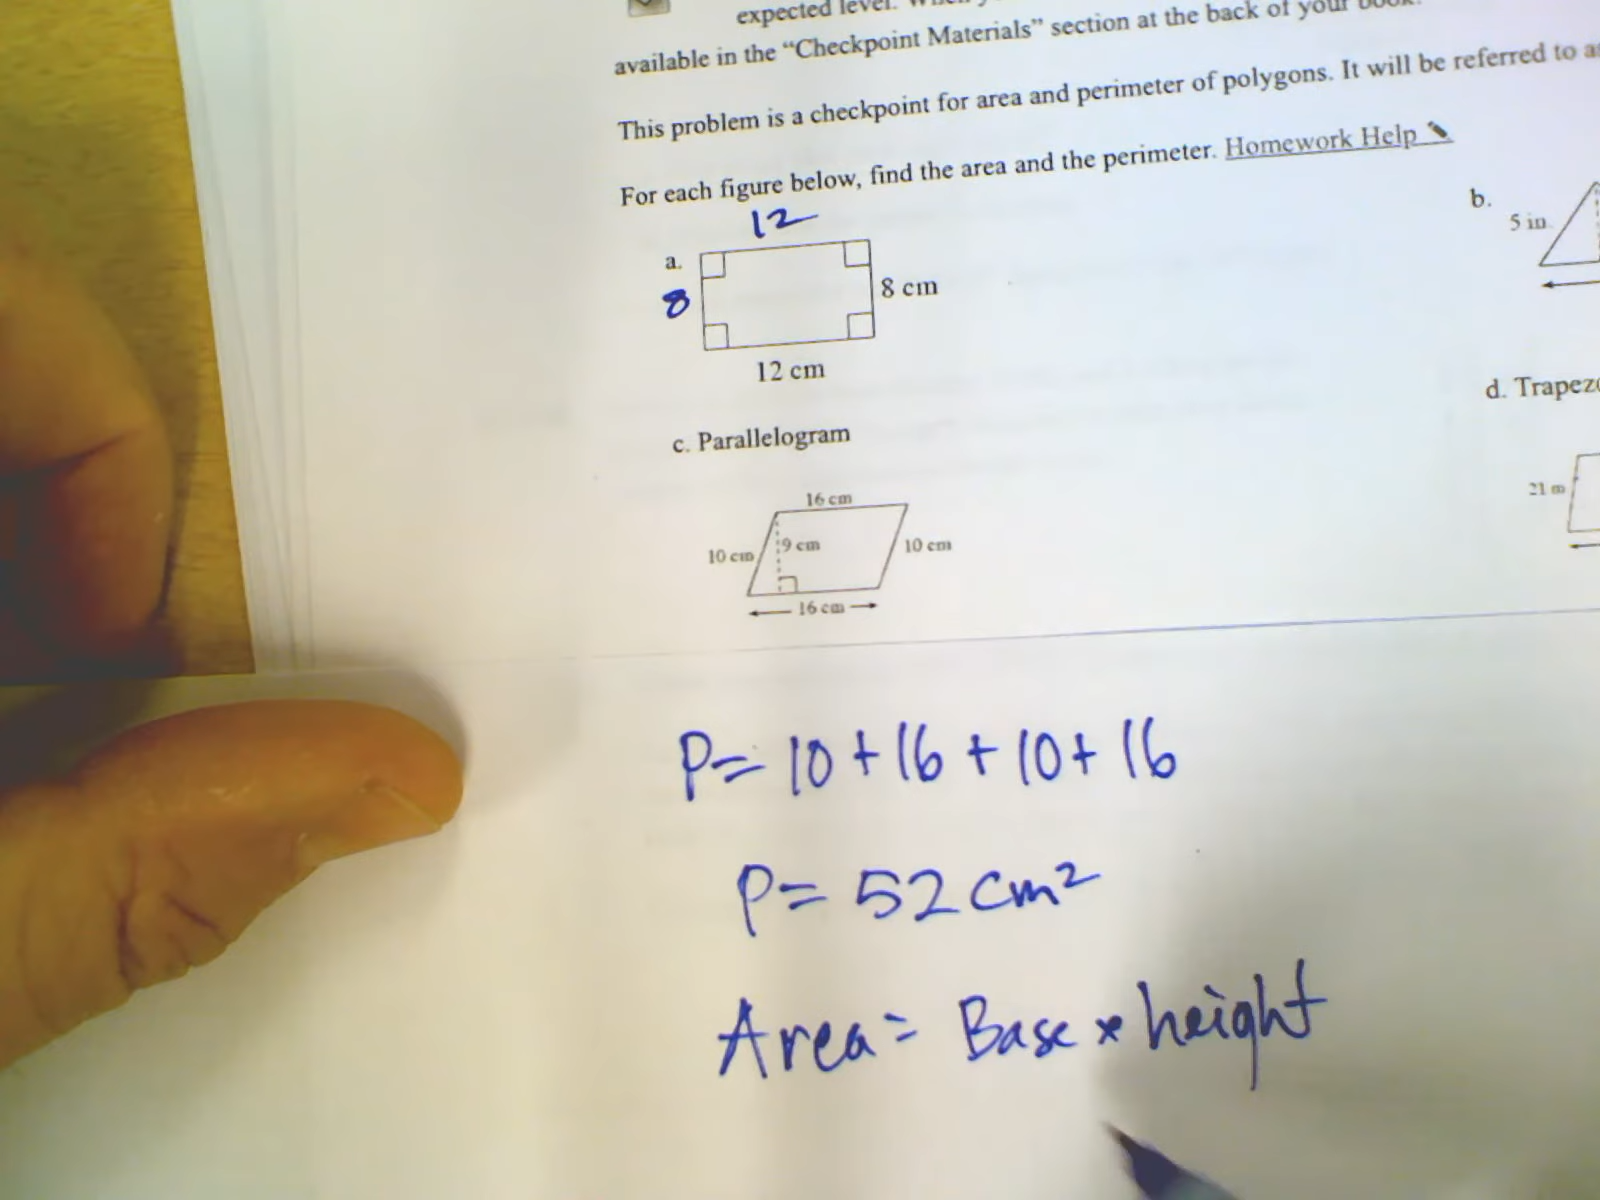 expected level.
available in the “Checkpoint Materials” section at the back of your book.
This problem is a checkpoint for area and perimeter of polygons. It will be referred to
For each figure below, find the area and the perimeter. Homework Help ✎
12
a.
8
8 cm
12 cm
b.
5 in.
c. Parallelogram
16 cm
10 cm
9 cm
10 cm
16 cm
d.
21 m
P= 10 + 16 + 10 + 16
P= 52 cm²
Area = Base × height